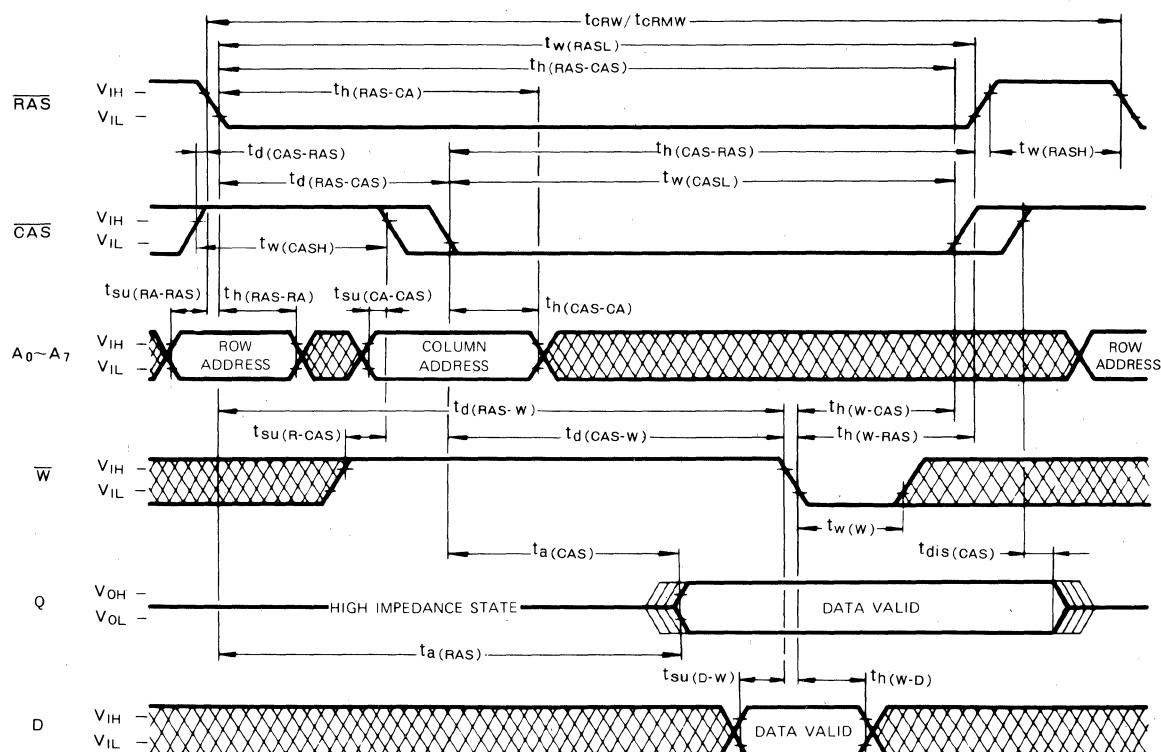 tCRW/tCRMW
tw(RASL)
th(RAS-CAS)
th(RAS-CA)
RAS
VIH
VIL
td(CAS-RAS)
th(CAS-RAS)
tw(RASH)
td(RAS-CAS)
tw(CASL)
CAS
VIH
VIL
tw(CASH)
tsu(RA-RAS)
th(RAS-RA)
tsu(CA-CAS)
th(CAS-CA)
A0~A7
VIH
VIL
ROW ADDRESS
COLUMN ADDRESS
ROW ADDRESS
td(RAS-W)
th(W-CAS)
tsu(R-CAS)
td(CAS-W)
th(W-RAS)
W
VIH
VIL
tw(W)
ta(CAS)
tdis(CAS)
Q
VOH
VOL
HIGH IMPEDANCE STATE
DATA VALID
ta(RAS)
tsu(D-W)
th(W-D)
D
VIH
VIL
DATA VALID